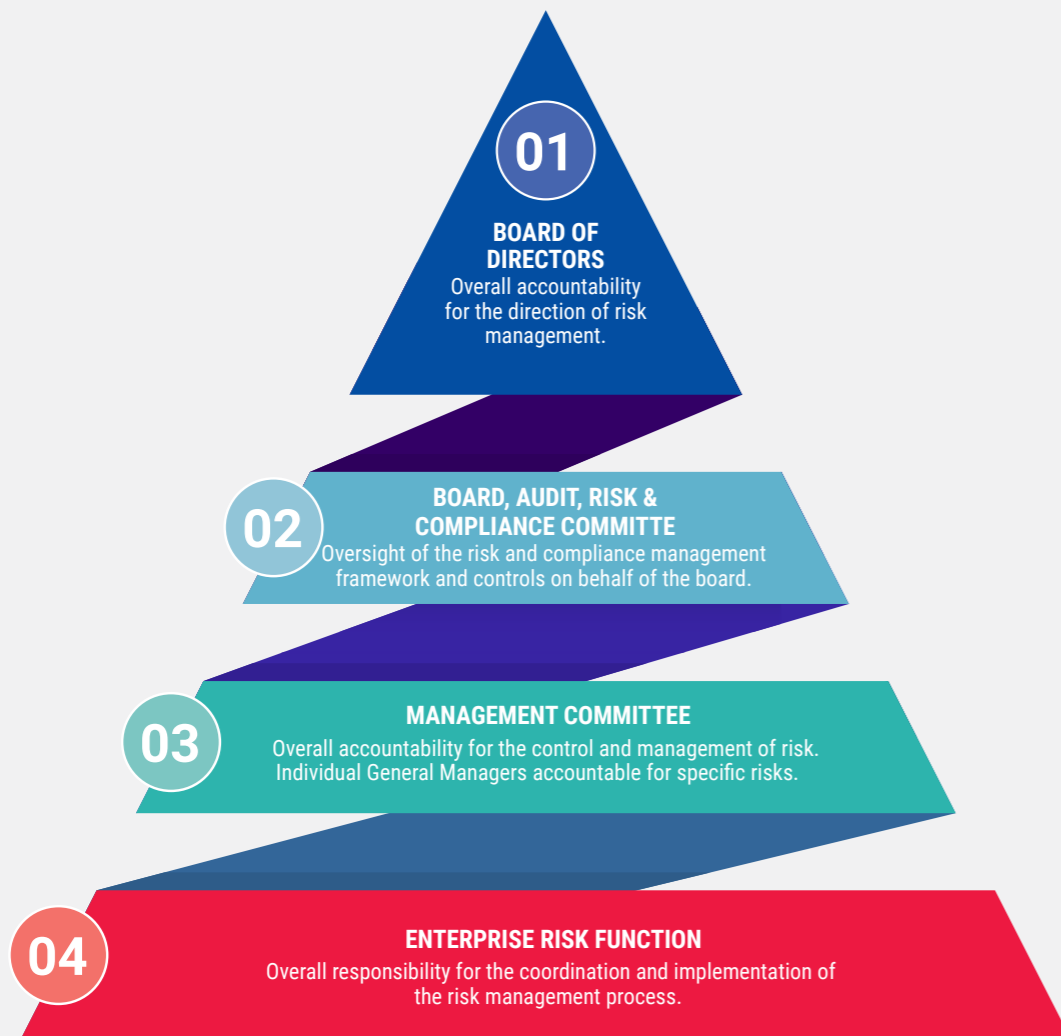 01
BOARD OF
DIRECTORS
Overall accountability
for the direction of risk
management.
02
BOARD, AUDIT, RISK &
COMPLIANCE COMMITTE
Oversight of the risk and compliance management
framework and controls on behalf of the board.
03
MANAGEMENT COMMITTEE
Overall accountability for the control and management of risk.
Individual General Managers accountable for specific risks.
04
ENTERPRISE RISK FUNCTION
Overall responsibility for the coordination and implementation of
the risk management process.